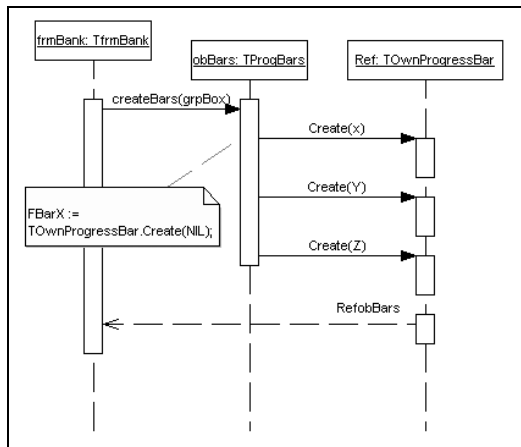 frmBank: TfrmBank
obBars: TProgBars
Ref: TOwnProgressBar
createBars(grpBox)
Create(x)
FBarX :=
TOwnProgressBar.Create(NIL);
Create(Y)
Create(Z)
RefobBars